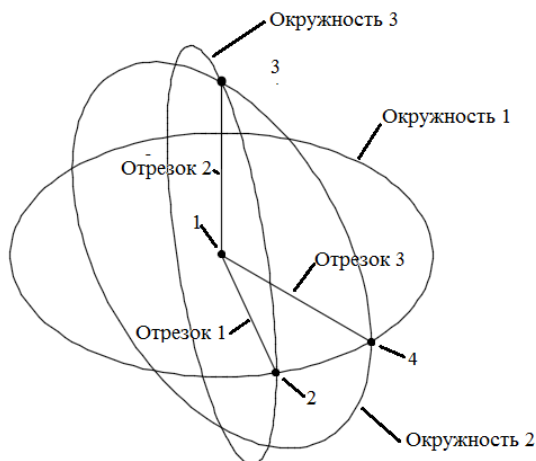 Окружность 3
3
Окружность 1
Отрезок 2
1
Отрезок 3
Отрезок 1
4
2
Окружность 2